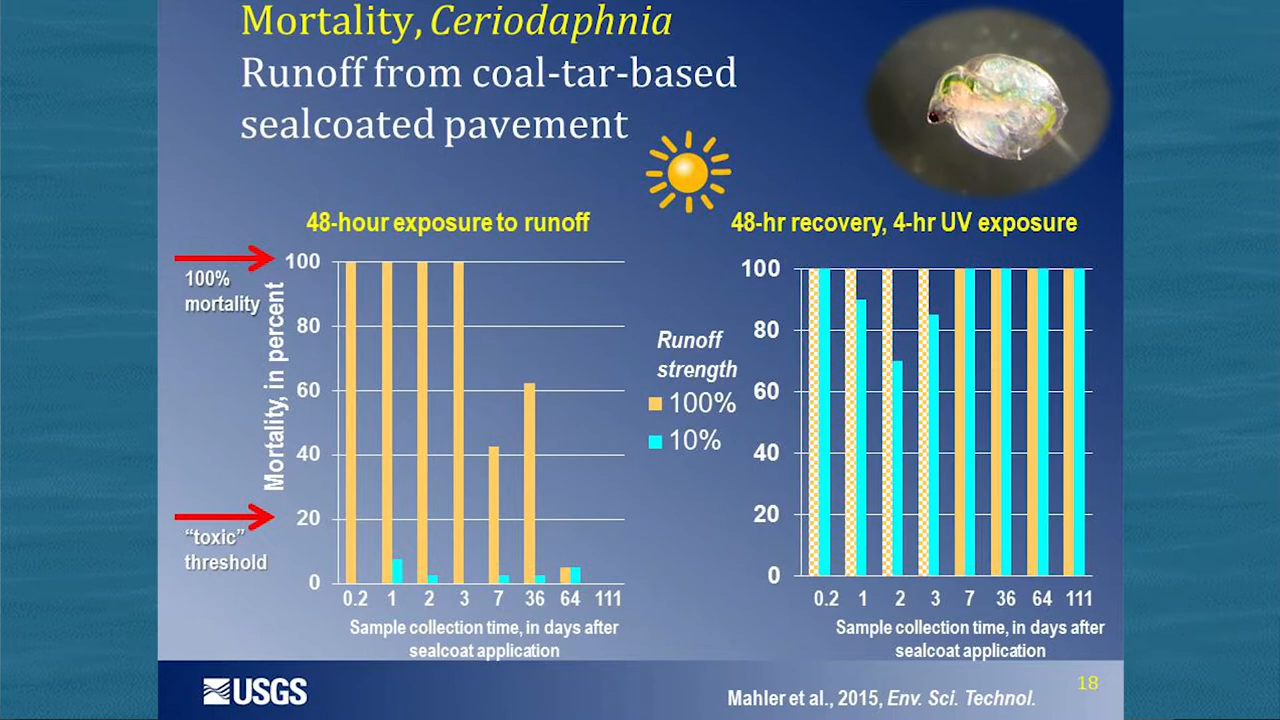 Mortality, Ceriodaphnia
Runoff from coal-tar-based
sealcoated pavement
48-hour exposure to runoff
100%
mortality
"toxic"
threshold
Mortality, in percent
100
80
60
40
20
0
0.2 1 2 3 7 36 64 111
Sample collection time, in days after
sealcoat application
Runoff
strength
100%
10%
48-hr recovery, 4-hr UV exposure
100
80
60
40
20
0
0.2 1 2 3 7 36 64 111
Sample collection time, in days after
sealcoat application
USGS
Mahler et al., 2015, Env. Sci. Technol.
18